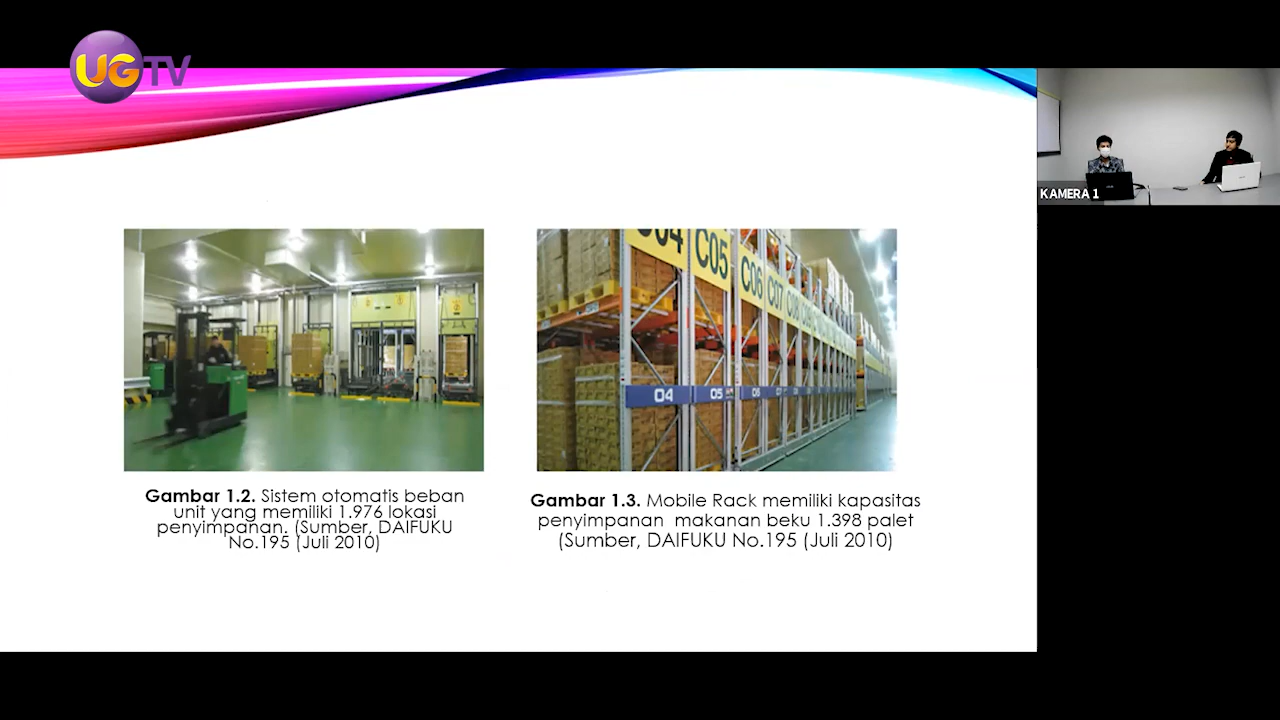 UGTV
KAMERA 1
C04
C05
C06
C07
C08
04
05
06
07
Gambar 1.2. Sistem otomatis beban
unit yang memiliki 1.976 lokasi
penyimpanan. (Sumber, DAIFUKU
No.195 (Juli 2010)
Gambar 1.3. Mobile Rack memiliki kapasitas
penyimpanan  makanan beku 1.398 palet
(Sumber, DAIFUKU No.195 (Juli 2010)